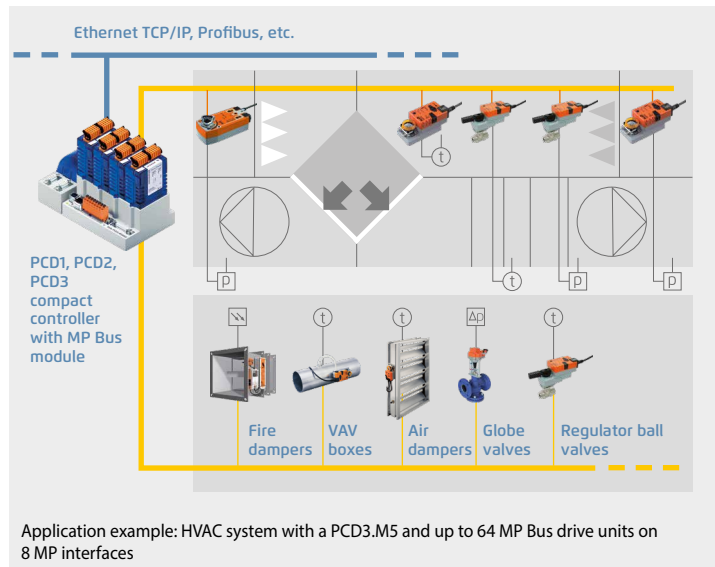 Ethernet TCP/IP, Profibus, etc.
t
p
t
p
p
PCD1, PCD2,
PCD3
compact
controller
with MP Bus
module
t
t
Δp
t
Fire
dampers
VAV
boxes
Air
dampers
Globe
valves
Regulator ball
valves
Application example: HVAC system with a PCD3.M5 and up to 64 MP Bus drive units on
8 MP interfaces